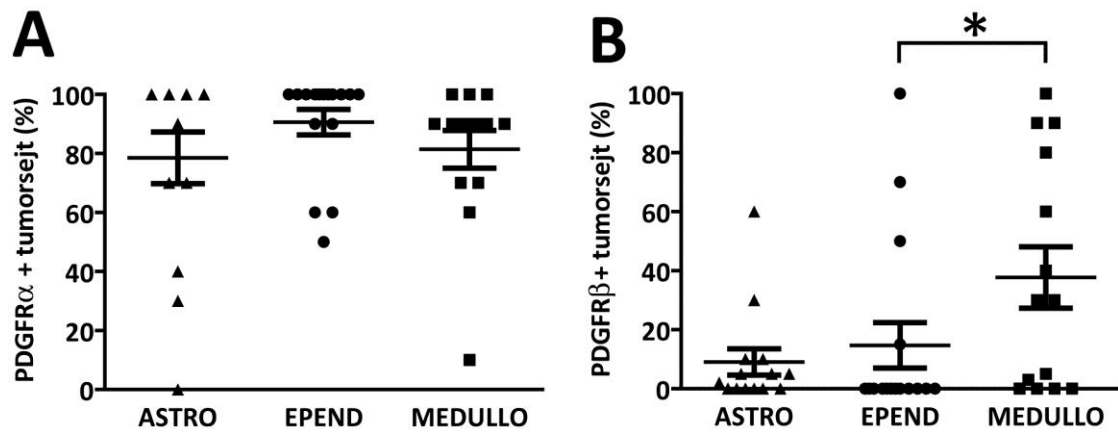 A
PDGFRα + tumorsejt (%)
100
80
60
40
20
0
ASTRO EPEND MEDULLO
B
*
PDGFRβ+ tumorsejt (%)
100
80
60
40
20
0
ASTRO EPEND MEDULLO